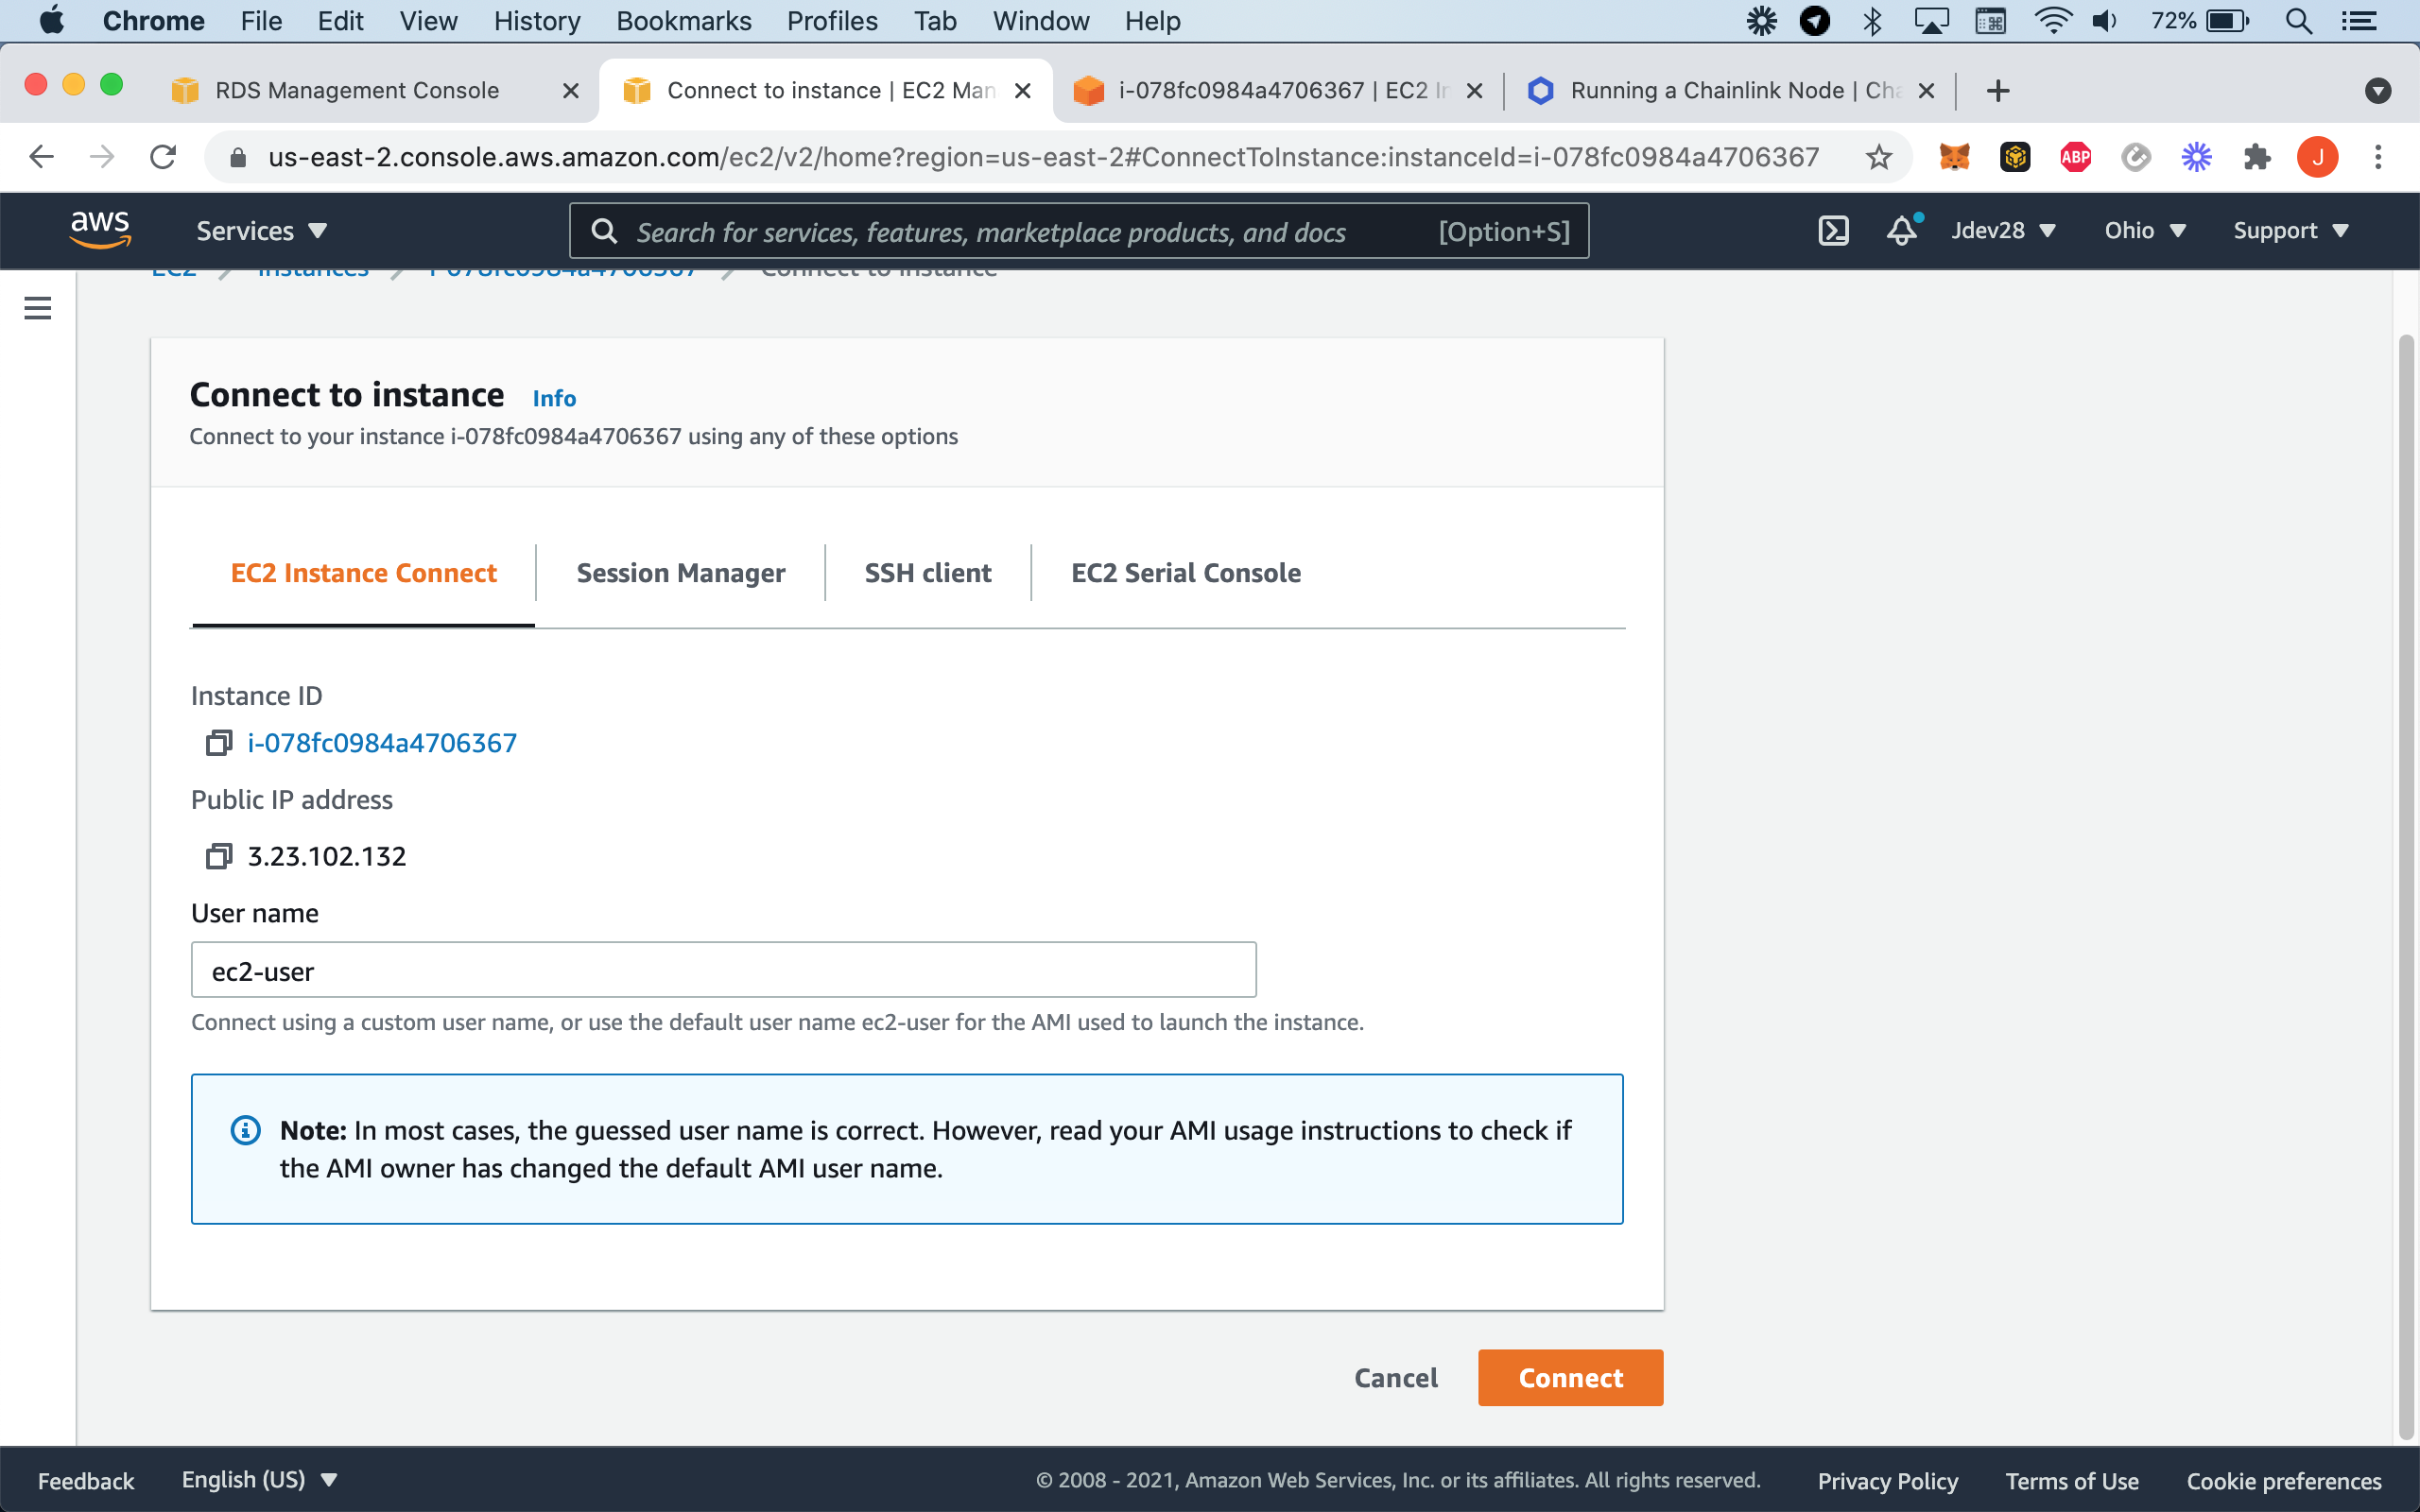 Chrome File Edit View History Bookmarks Profiles Tab Window Help 72%
RDS Management Console Connect to instance | EC2 Man i-078fc0984a4706367 | EC2 Running a Chainlink Node | Cha
us-east-2.console.aws.amazon.com/ec2/v2/home?region=us-east-2#ConnectToInstance:instanceId=i-078fc0984a4706367 ABP J
aws Services Search for services, features, marketplace products, and docs [Option+S] Jdev28 Ohio Support
EC2 Instances i-078fc0984a4706367 Connect to instance
Connect to instance Info
Connect to your instance i-078fc0984a4706367 using any of these options
EC2 Instance Connect Session Manager SSH client EC2 Serial Console
Instance ID
i-078fc0984a4706367
Public IP address
3.23.102.132
User name
ec2-user
Connect using a custom user name, or use the default user name ec2-user for the AMI used to launch the instance.
Note: In most cases, the guessed user name is correct. However, read your AMI usage instructions to check if
the AMI owner has changed the default AMI user name.
Cancel Connect
Feedback English (US) © 2008 - 2021, Amazon Web Services, Inc. or its affiliates. All rights reserved. Privacy Policy Terms of Use Cookie preferences